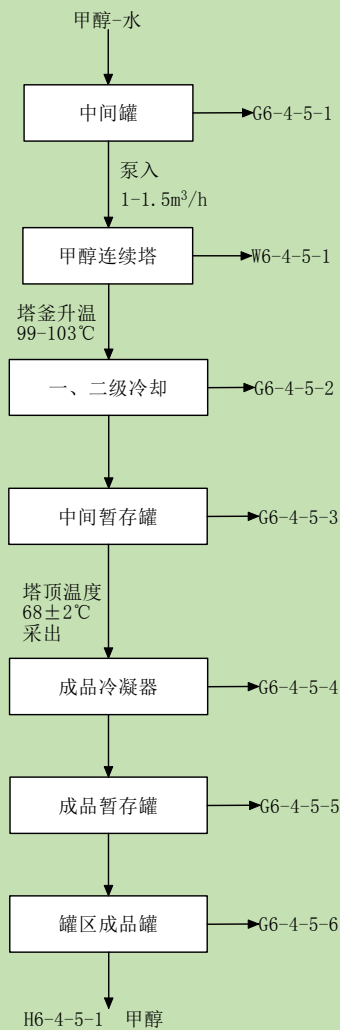 甲醇-水
中间罐
G6-4-5-1
泵入
1-1.5m³/h
甲醇连续塔
W6-4-5-1
塔釜升温
99-103℃
一、二级冷却
G6-4-5-2
中间暂存罐
G6-4-5-3
塔顶温度
68±2℃
采出
成品冷凝器
G6-4-5-4
成品暂存罐
G6-4-5-5
罐区成品罐
G6-4-5-6
H6-4-5-1 甲醇